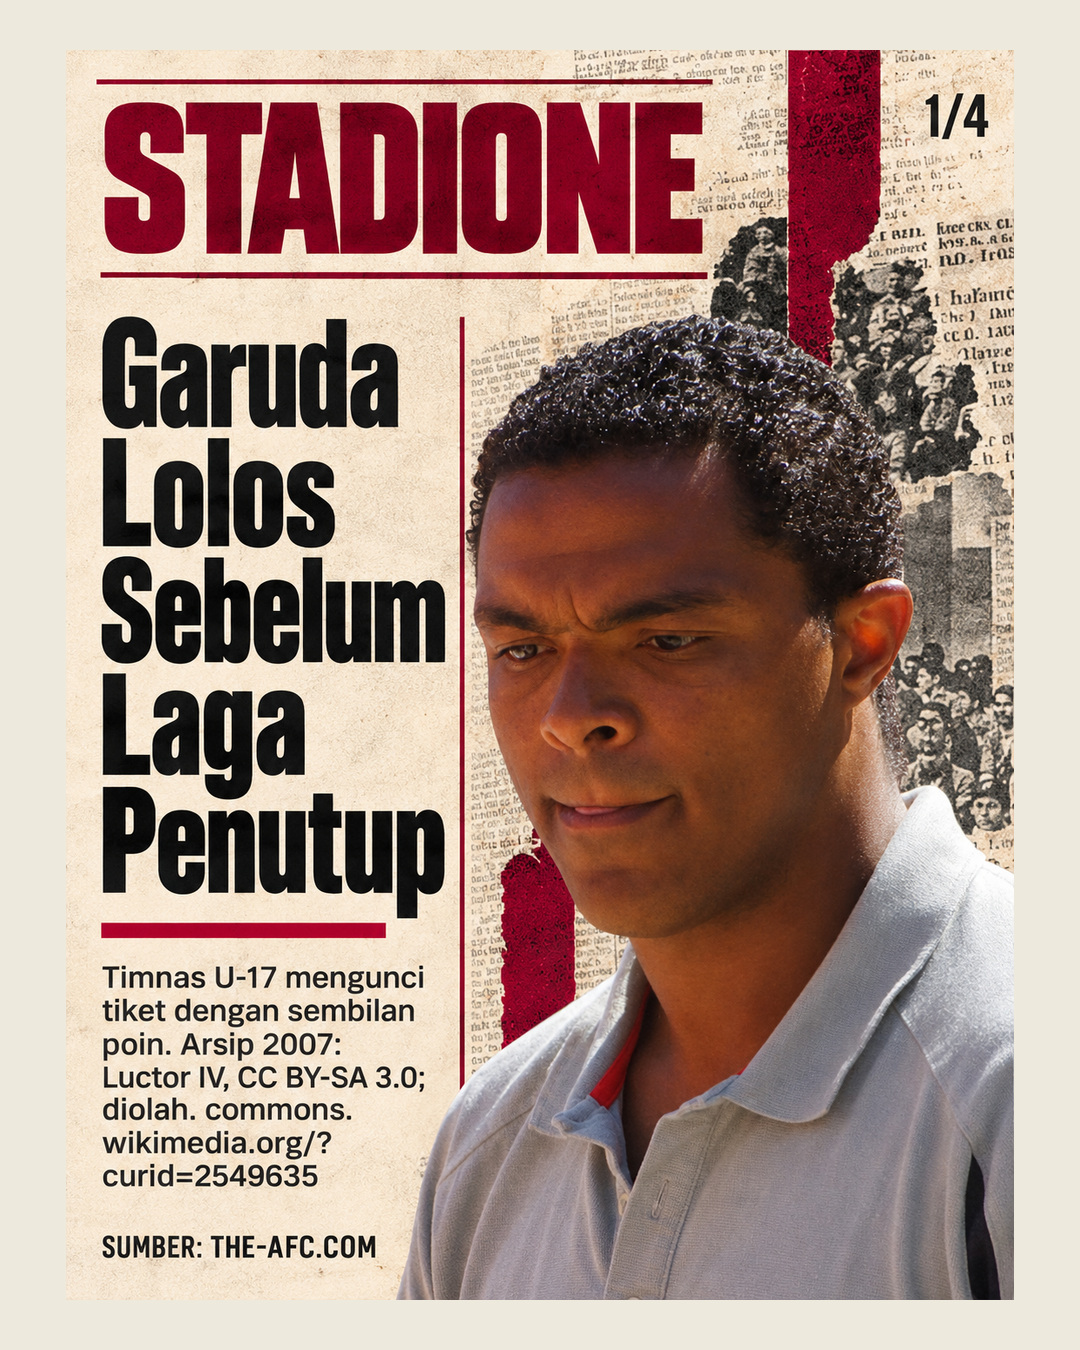 STADIONE
1/4
Garuda
Lolos
Sebelum
Laga
Penutup
Timnas U-17 mengunci
tiket dengan sembilan
poin. Arsip 2007:
Luctor IV, CC BY-SA 3.0;
diolah. commons.
wikimedia.org/?
curid=2549635
SUMBER: THE-AFC.COM